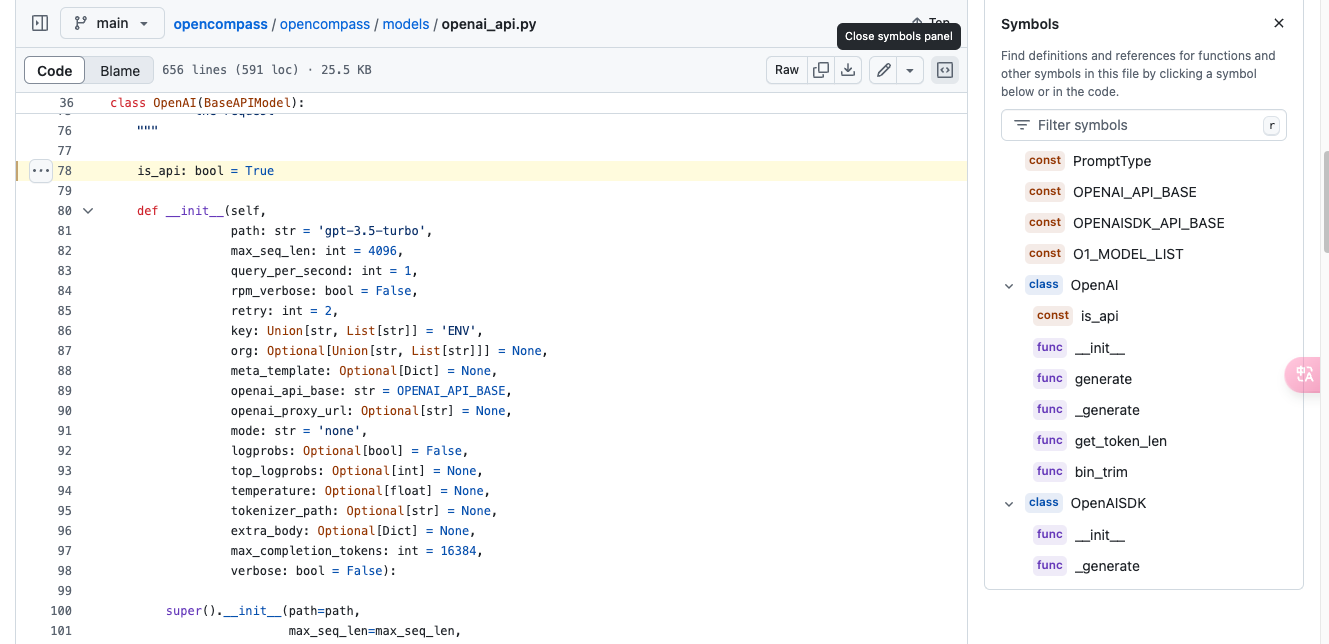 main
opencompass / opencompass / models / openai_api.py
Top
Close symbols panel
Code
Blame
656 lines (591 loc) · 25.5 KB
Raw
36 class OpenAI(BaseAPIModel):
76 """
77
78 is_api: bool = True
79
80 def __init__(self,
81 path: str = 'gpt-3.5-turbo',
82 max_seq_len: int = 4096,
83 query_per_second: int = 1,
84 rpm_verbose: bool = False,
85 retry: int = 2,
86 key: Union[str, List[str]] = 'ENV',
87 org: Optional[Union[str, List[str]]] = None,
88 meta_template: Optional[Dict] = None,
89 openai_api_base: str = OPENAI_API_BASE,
90 openai_proxy_url: Optional[str] = None,
91 mode: str = 'none',
92 logprobs: Optional[bool] = False,
93 top_logprobs: Optional[int] = None,
94 temperature: Optional[float] = None,
95 tokenizer_path: Optional[str] = None,
96 extra_body: Optional[Dict] = None,
97 max_completion_tokens: int = 16384,
98 verbose: bool = False):
99
100 super().__init__(path=path,
101 max_seq_len=max_seq_len,
Symbols
Find definitions and references for functions and
other symbols in this file by clicking a symbol
below or in the code.
Filter symbols
r
const PromptType
const OPENAI_API_BASE
const OPENAISDK_API_BASE
const O1_MODEL_LIST
class OpenAI
const is_api
func __init__
func generate
func _generate
func get_token_len
func bin_trim
class OpenAISDK
func __init__
func _generate